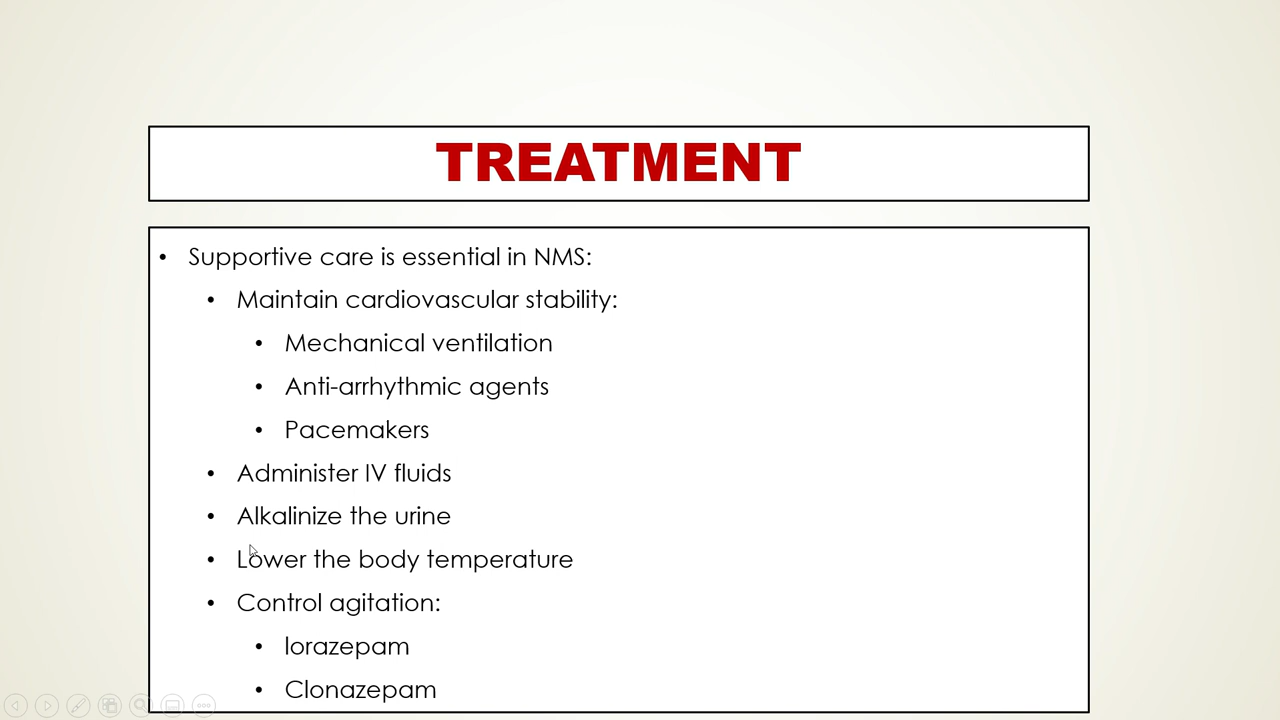 TREATMENT
• Supportive care is essential in NMS:
• Maintain cardiovascular stability:
• Mechanical ventilation
• Anti-arrhythmic agents
• Pacemakers
• Administer IV fluids
• Alkalinize the urine
• Lower the body temperature
• Control agitation:
• lorazepam
• Clonazepam